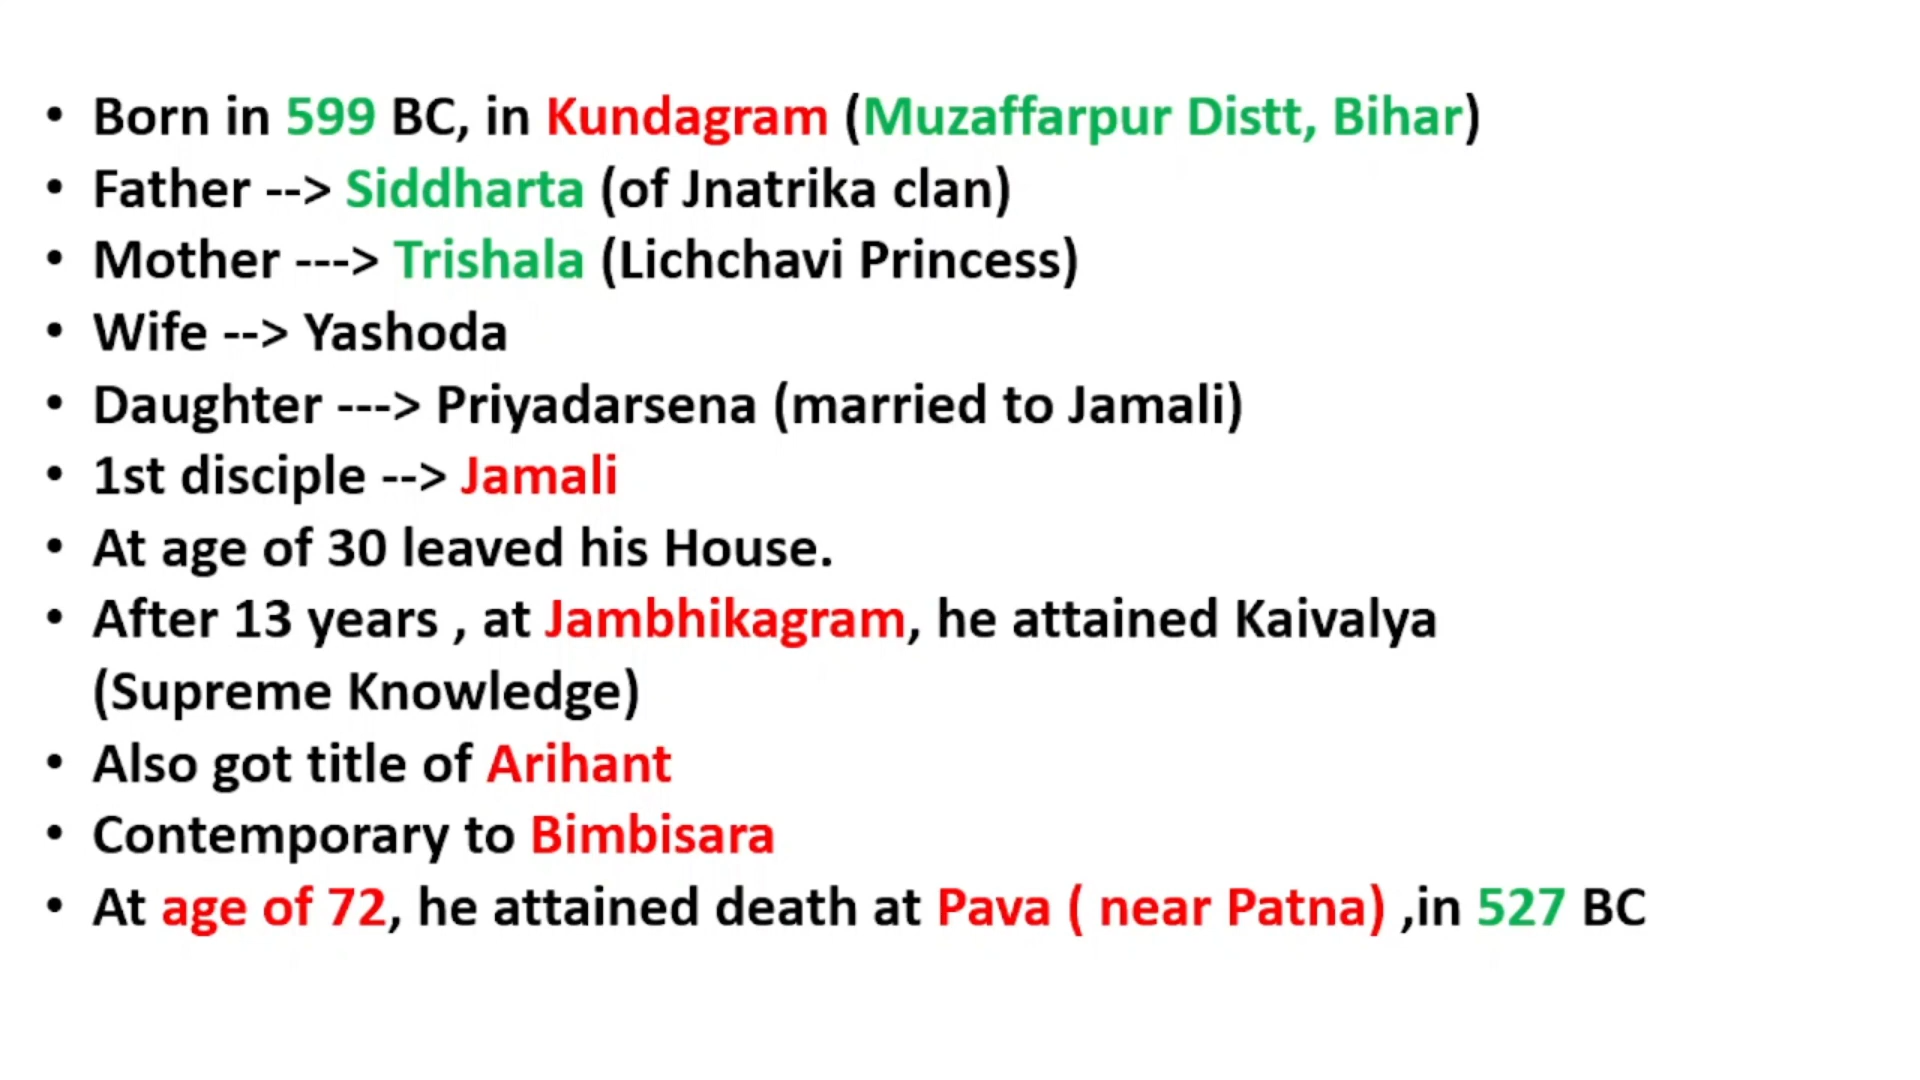 • Born in 599 BC, in Kundagram (Muzaffarpur Distt, Bihar)
• Father --> Siddharta (of Jnatrika clan)
• Mother ---> Trishala (Lichchavi Princess)
• Wife --> Yashoda
• Daughter ---> Priyadarsena (married to Jamali)
• 1st disciple --> Jamali
• At age of 30 leaved his House.
• After 13 years , at Jambhikagram, he attained Kaivalya
(Supreme Knowledge)
• Also got title of Arihant
• Contemporary to Bimbisara
• At age of 72, he attained death at Pava ( near Patna) ,in 527 BC